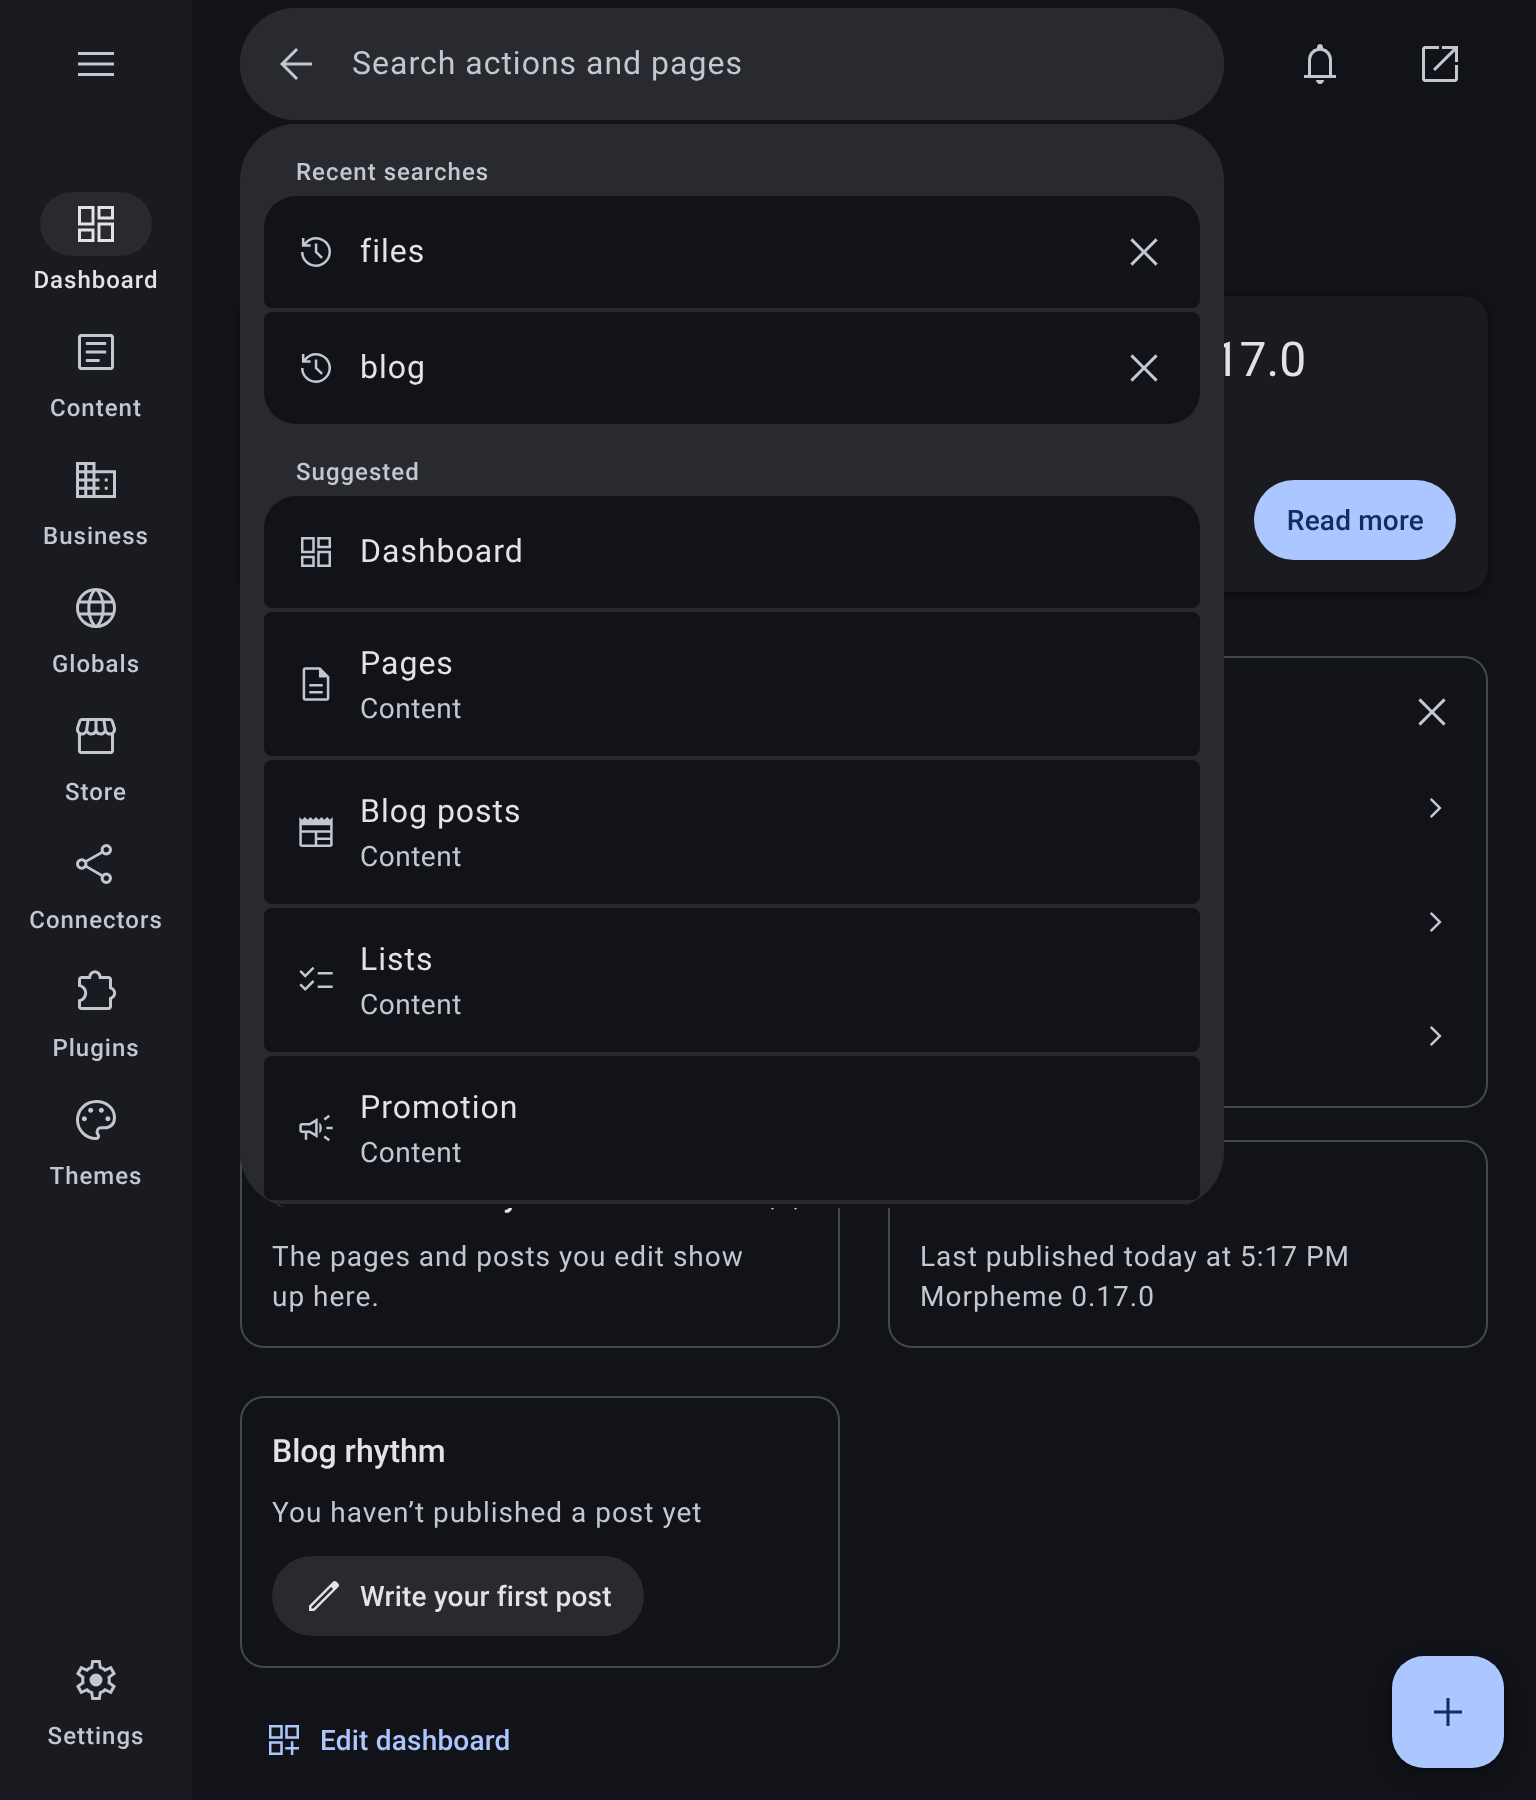 Search actions and pages
Recent searches
files
blog
Suggested
Dashboard
Pages
Content
Blog posts
Content
Lists
Content
Promotion
Content
Dashboard
Content
Business
Globals
Store
Connectors
Plugins
Themes
Settings
17.0
Read more
The pages and posts you edit show
up here.
Last published today at 5:17 PM
Morpheme 0.17.0
Blog rhythm
You haven’t published a post yet
Write your first post
Edit dashboard